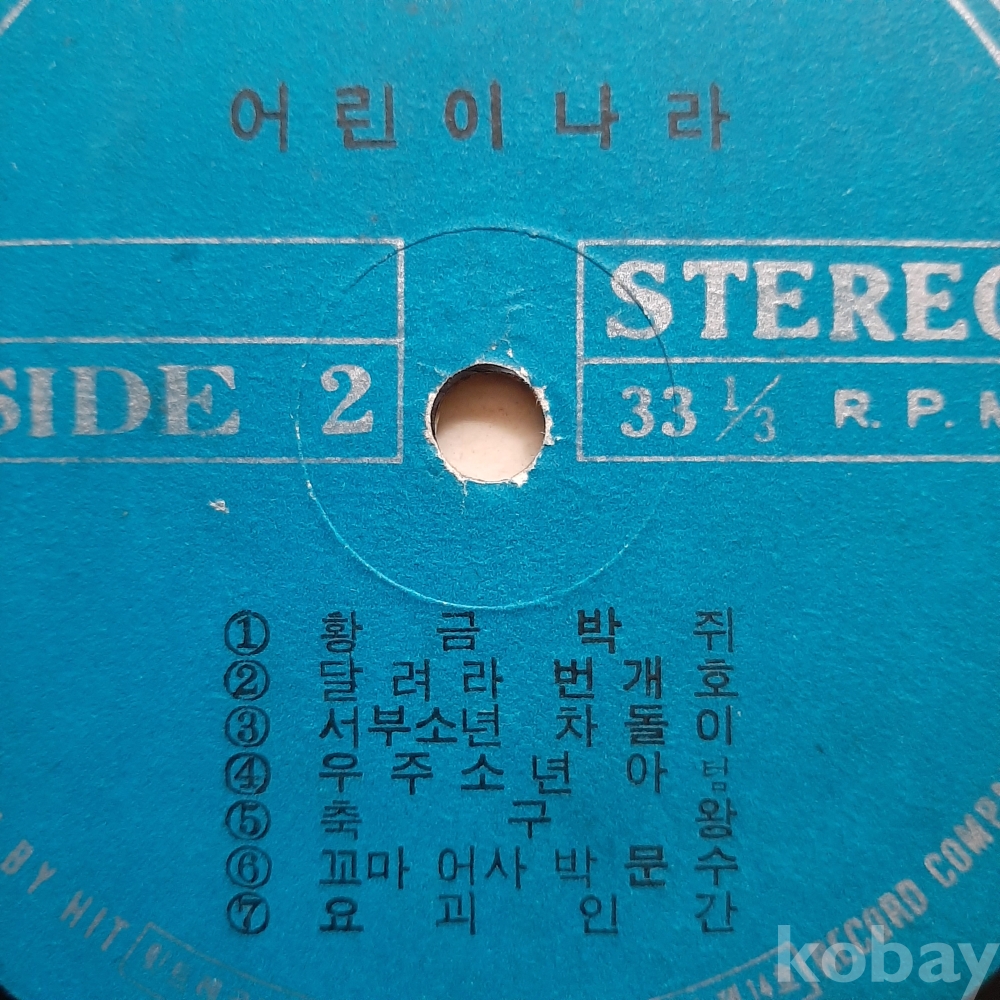 어린이나라
SIDE 2
STEREO
33 1/3 R.P.M
① 황금박쥐
② 달려라 번개호
③ 서부소년 차돌이
④ 우주소년 아텀
⑤ 축구왕
⑥ 꼬마 어사 박문수
⑦ 요괴인간
BY HIT
RECORD COMP
kobay